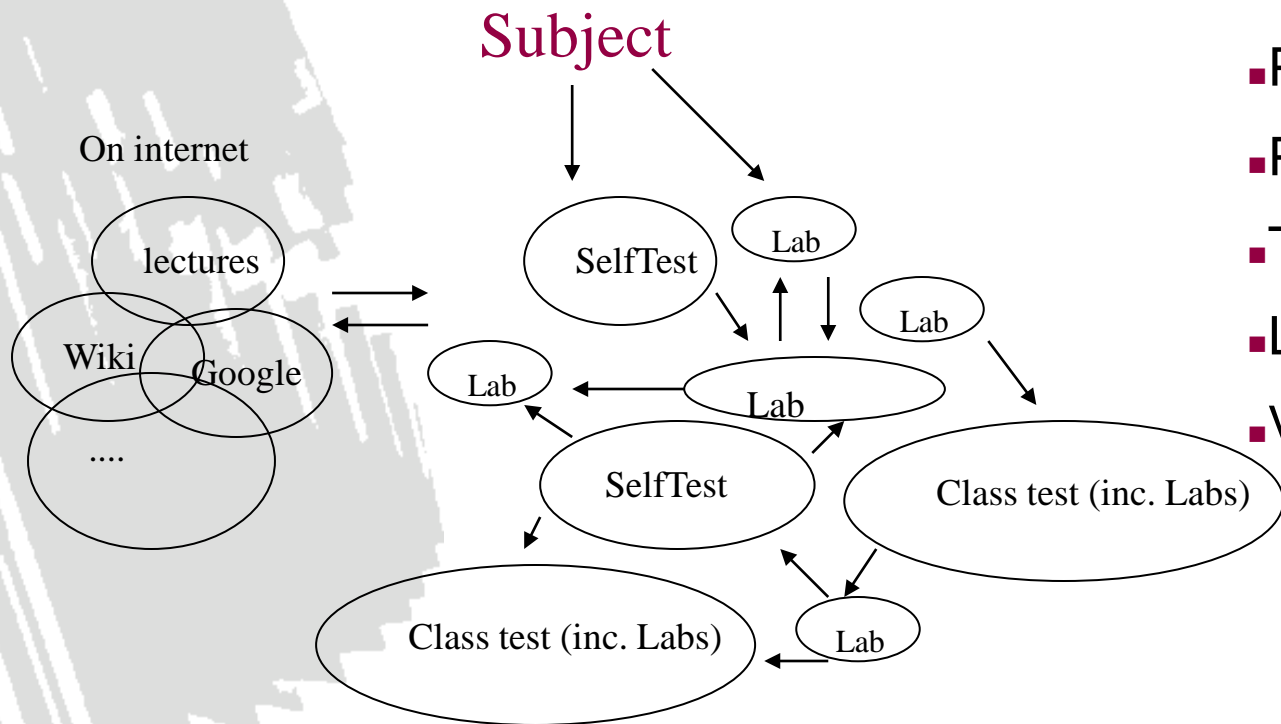 Subject
On internet
lectures
Wiki
Google
....
SelfTest
Lab
Lab
Lab
Lab
SelfTest
Class test (inc. Labs)
Class test (inc. Labs)
Lab